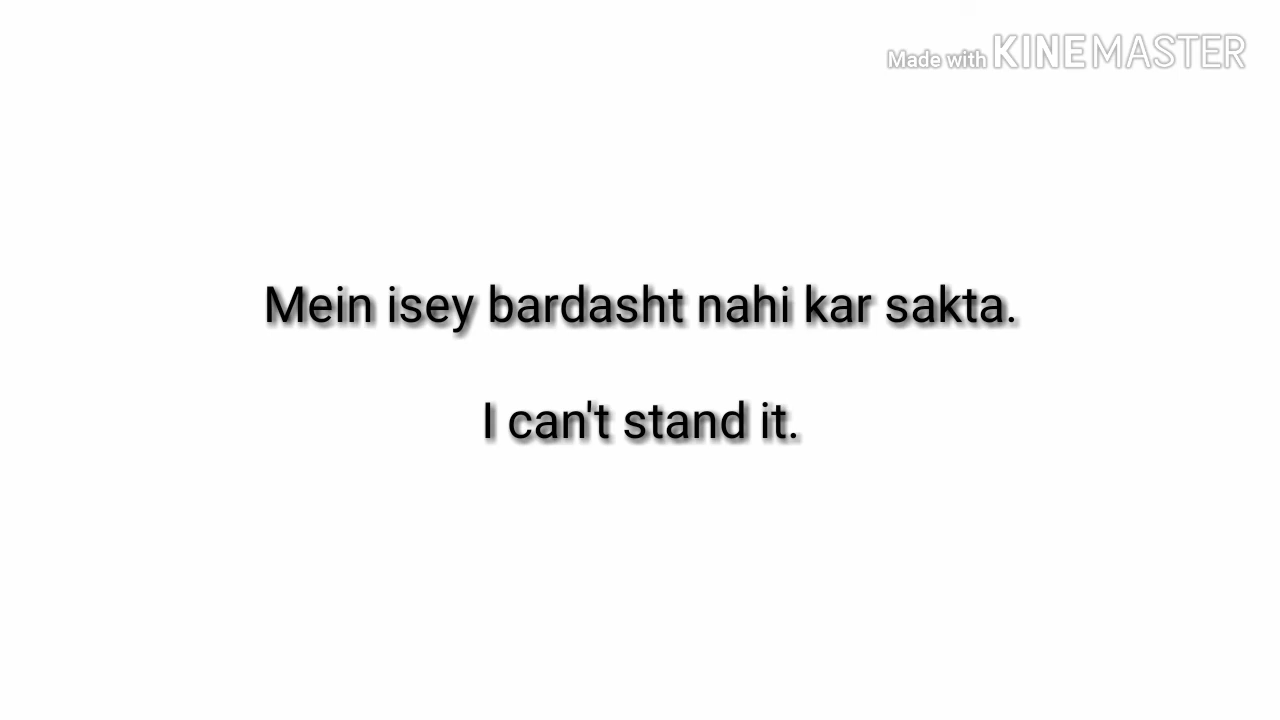 Made with KINEMASTER
Mein isey bardasht nahi kar sakta.
I can't stand it.